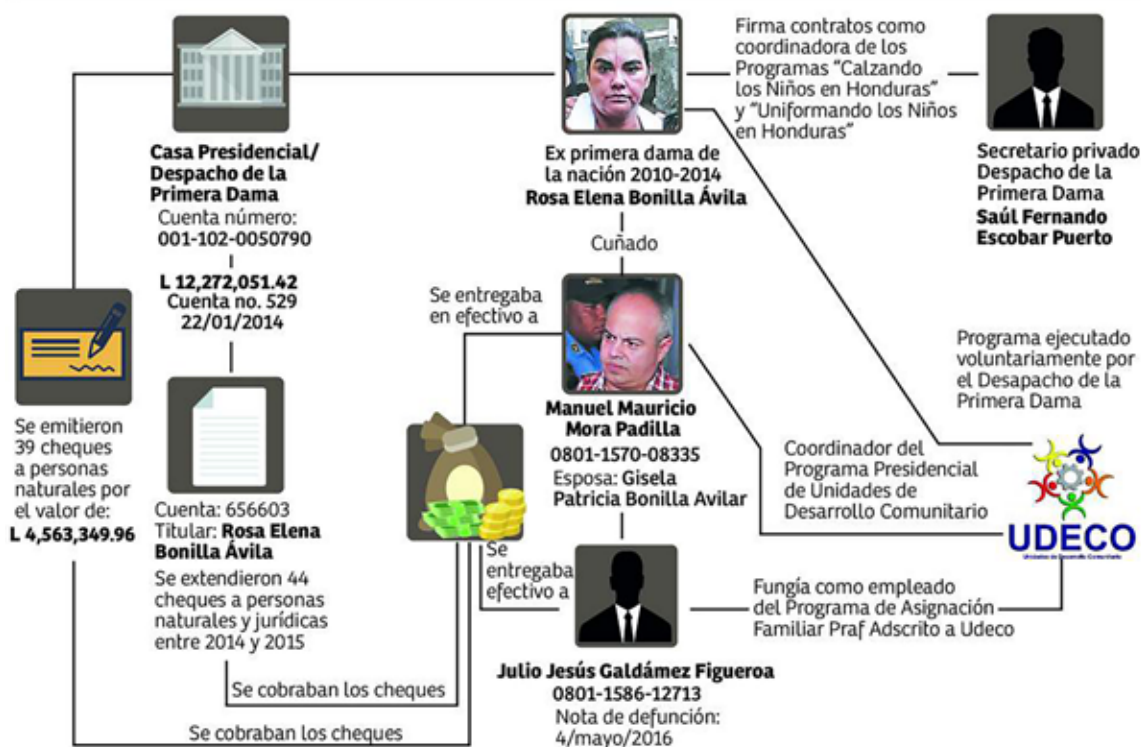 Casa Presidencial/
Despacho de la
Primera Dama
Cuenta número:
001-102-0050790
L 12,272,051.42
Cuenta no. 529
22/01/2014
Ex primera dama de
la nación 2010-2014
Rosa Elena Bonilla Ávila
Firma contratos como
coordinadora de los
Programas “Calzando
los Niños en Honduras”
y “Uniformando los Niños
en Honduras”
Secretario privado
Despacho de la
Primera Dama
Saúl Fernando
Escobar Puerto
Cuñado
Se entregaba
en efectivo a
Manuel Mauricio
Mora Padilla
0801-1570-08335
Esposa: Gisela
Patricia Bonilla Avilar
Programa ejecutado
voluntariamente por
el Desapacho de la
Primera Dama
Coordinador del
Programa Presidencial
de Unidades de
Desarrollo Comunitario
UDECO
Unidades de Desarrollo Comunitario
Se emitieron
39 cheques
a personas
naturales por
el valor de:
L 4,563,349.96
Cuenta: 656603
Titular: Rosa Elena
Bonilla Ávila
Se extendieron 44
cheques a personas
naturales y jurídicas
entre 2014 y 2015
Se
entregaba
efectivo a
Fungía como empleado
del Programa de Asignación
Familiar Praf Adscrito a Udeco
Julio Jesús Galdámez Figueroa
0801-1586-12713
Nota de defunción:
4/mayo/2016
Se cobraban los cheques
Se cobraban los cheques